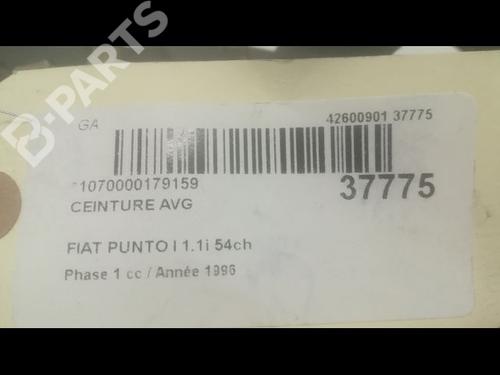 B-PARTS
GA
42600901 37775
1070000179159
37775
CEINTURE AVG
FIAT PUNTO I 1.1i 54ch
Phase 1 cc / Année 1996